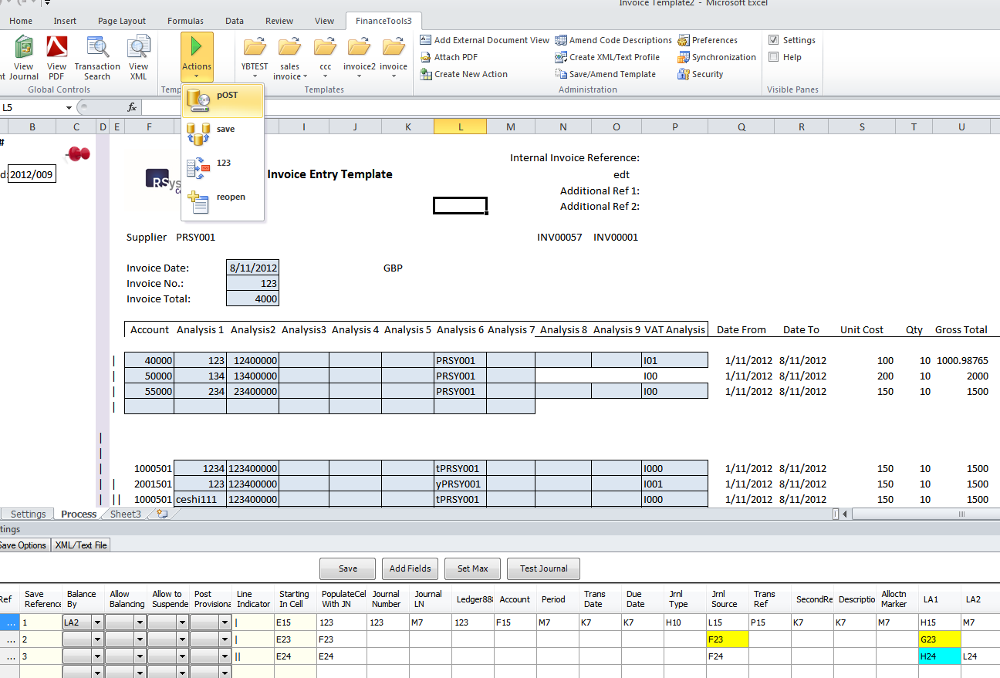 Invoice Template2 - Microsoft Excel
Home Insert Page Layout Formulas Data Review View FinanceTools3
View Journal View PDF Transaction Search View XML Actions YBTEST sales invoice ccc invoice2 invoice
Add External Document View Amend Code Descriptions Preferences Settings
Attach PDF Create XML/Text Profile Synchronization Help
Create New Action Save/Amend Template Security
Global Controls Temp Templates Administration Visible Panes
L5 fx
pOST
save
123
reopen
B C D E F I J K L M N O P Q R S T U
# Internal Invoice Reference:
d: 2012/009 RSys Invoice Entry Template edt
Additional Ref 1:
Additional Ref 2:
Supplier PRSY001 INV00057 INV00001
Invoice Date: 8/11/2012 GBP
Invoice No.: 123
Invoice Total: 4000
Account Analysis 1 Analysis2 Analysis3 Analysis 4 Analysis 5 Analysis 6 Analysis 7 Analysis 8 Analysis 9 VAT Analysis Date From Date To Unit Cost Qty Gross Total
| 40000 123 12400000 PRSY001 I01 1/11/2012 8/11/2012 100 10 1000.98765
| 50000 134 13400000 PRSY001 I00 1/11/2012 8/11/2012 200 10 2000
| 55000 234 23400000 PRSY001 I00 1/11/2012 8/11/2012 150 10 1500
|
|
|
| 1000501 1234 123400000 tPRSY001 I000 1/11/2012 8/11/2012 150 10 1500
| | 2001501 123 123400000 yPRSY001 I001 1/11/2012 8/11/2012 150 10 1500
| || 1000501 ceshi111 123400000 tPRSY001 I000 1/11/2012 8/11/2012 150 10 1500
Settings Process Sheet3
tings
Save Options XML/Text File
Save Add Fields Set Max Test Journal
Ref Save Reference Balance By Allow Balancing Allow to Suspende Post Provisiona Line Indicator Starting In Cell PopulateCel With JN Journal Number Journal LN Ledger88 Account Period Trans Date Due Date Jrnl Type Jrnl Source Trans Ref SecondRe Descriptio Alloctn Marker LA1 LA2
... 1 LA2 | E15 123 123 M7 123 F15 M7 K7 K7 H10 L15 P15 K7 K7 M7 H15 M7
... 2 | E23 F23 F23 G23
... 3 || E24 E24 F24 H24 L24